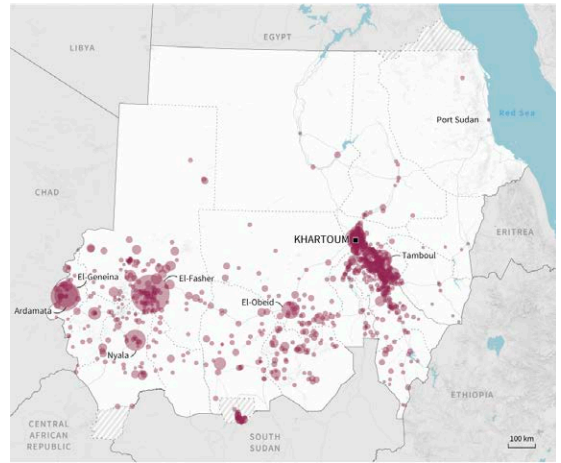 EGYPT
LIBYA
Port Sudan
Red Sea
CHAD
KHARTOUM
ERITREA
Tamboul
El-Geneina
El-Fasher
El-Obeid
Ardamata
Nyala
ETHIOPIA
CENTRAL
AFRICAN
REPUBLIC
SOUTH
SUDAN
100 km